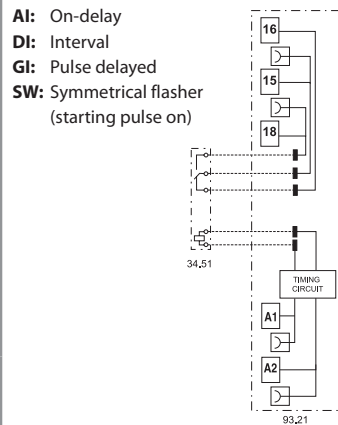 AI: On-delay
DI: Interval
GI: Pulse delayed
SW: Symmetrical flasher
(starting pulse on)
16
15
18
34.51
TIMING
CIRCUIT
A1
A2
93.21